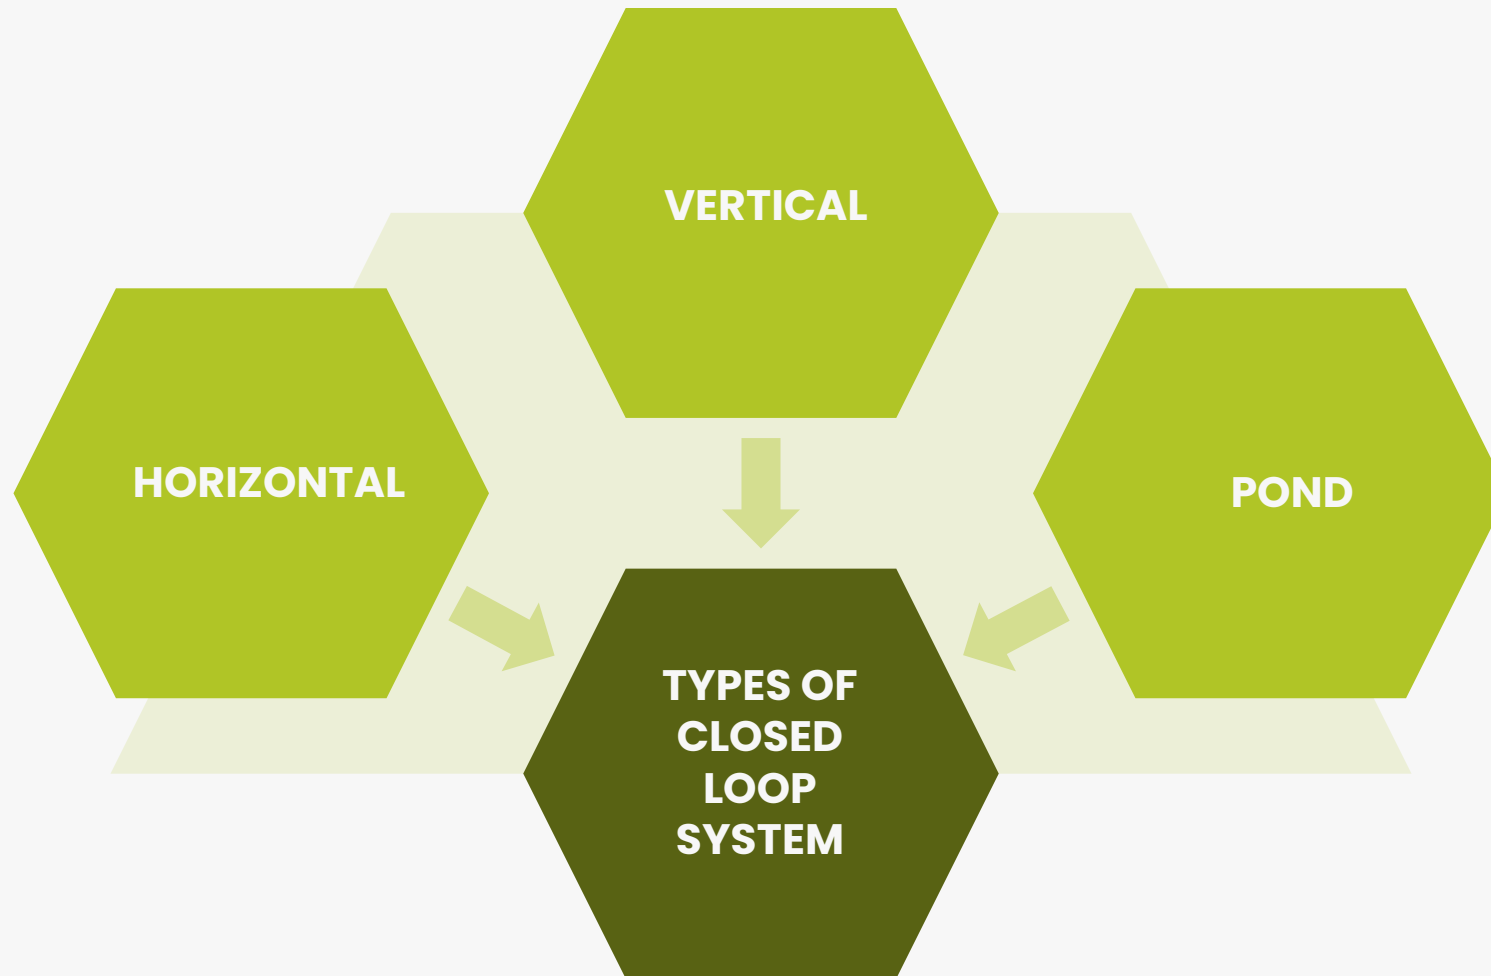 VERTICAL
HORIZONTAL
POND
TYPES OF
CLOSED
LOOP
SYSTEM